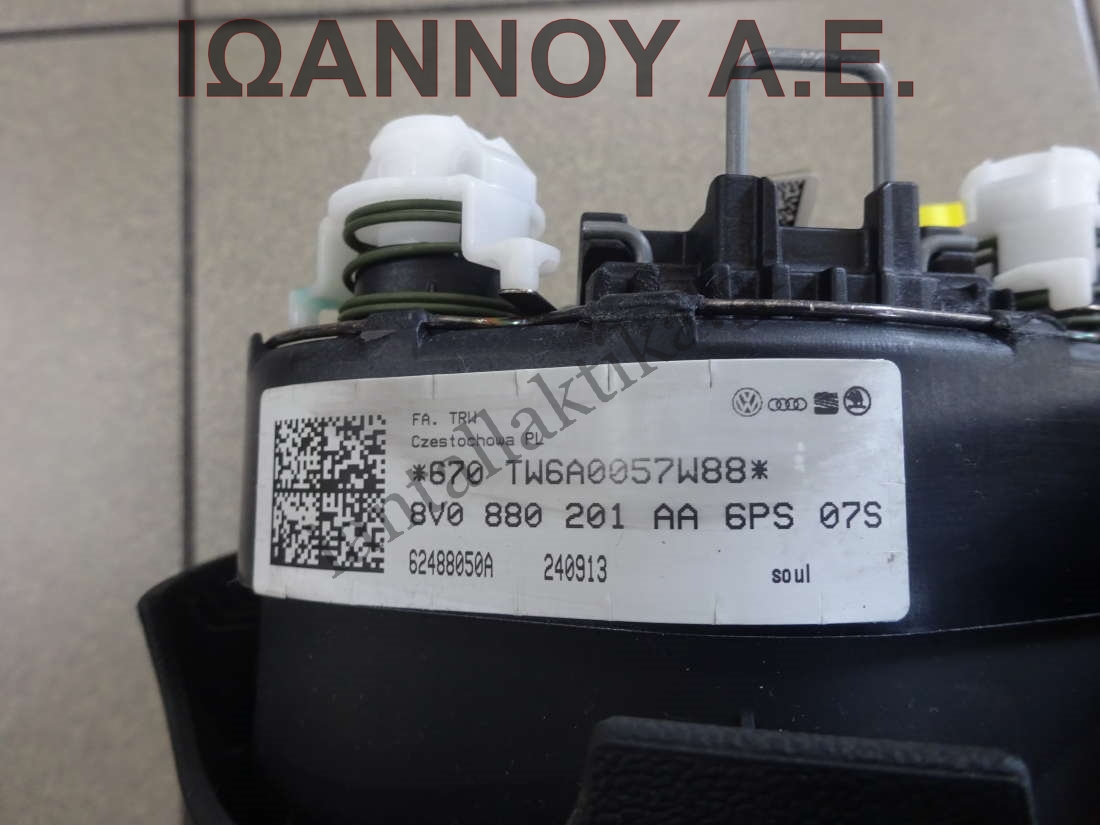 ΙΩΑΝΝΟΥ Α.Ε.
FA. TRW
Czestochowa PL
*670 TW6A0057W88*
8V0 880 201 AA 6PS 07S
62488050A 240913 soul